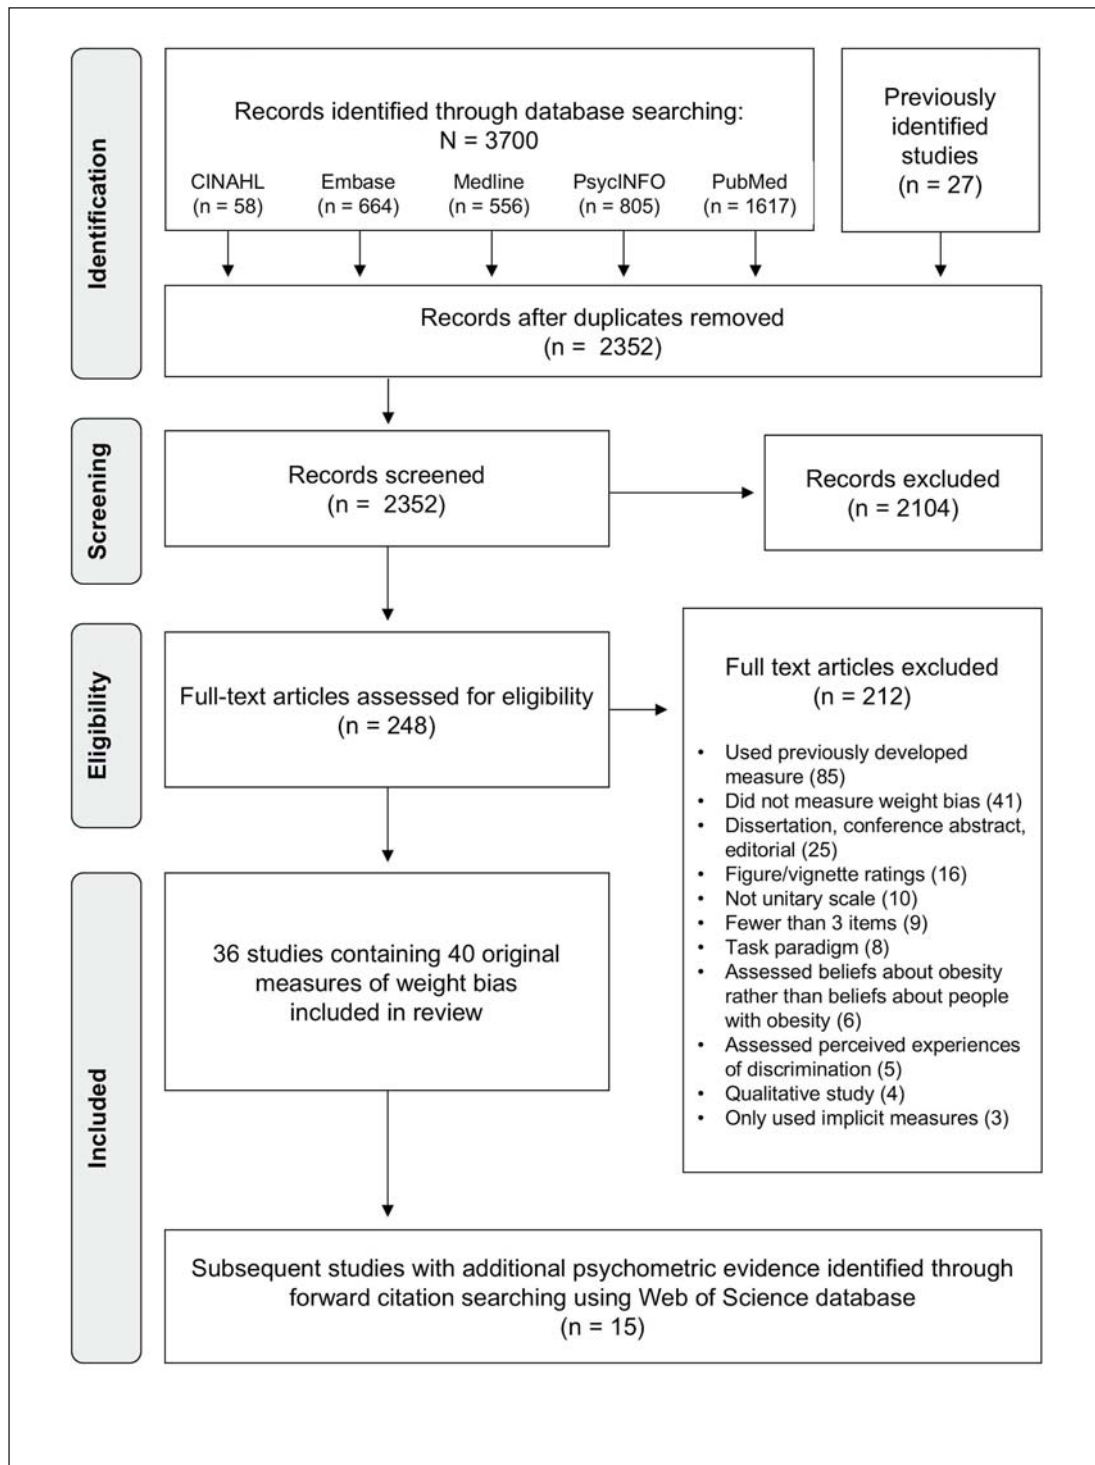 Identification
Records identified through database searching:
N = 3700
CINAHL
(n = 58)
Embase
(n = 664)
Medline
(n = 556)
PsycINFO
(n = 805)
PubMed
(n = 1617)
Previously
identified
studies
(n = 27)
Records after duplicates removed
(n =  2352)
Screening
Records screened
(n =  2352)
Records excluded
(n = 2104)
Eligibility
Full-text articles assessed for eligibility
(n = 248)
Full text articles excluded
(n = 212)
• Used previously developed
measure (85)
• Did not measure weight bias (41)
• Dissertation, conference abstract,
editorial (25)
• Figure/vignette ratings (16)
• Not unitary scale (10)
• Fewer than 3 items (9)
• Task paradigm (8)
• Assessed beliefs about obesity
rather than beliefs about people
with obesity (6)
• Assessed perceived experiences
of discrimination (5)
• Qualitative study (4)
• Only used implicit measures (3)
Included
36 studies containing 40 original
measures of weight bias
included in review
Subsequent studies with additional psychometric evidence identified through
forward citation searching using Web of Science database
(n = 15)